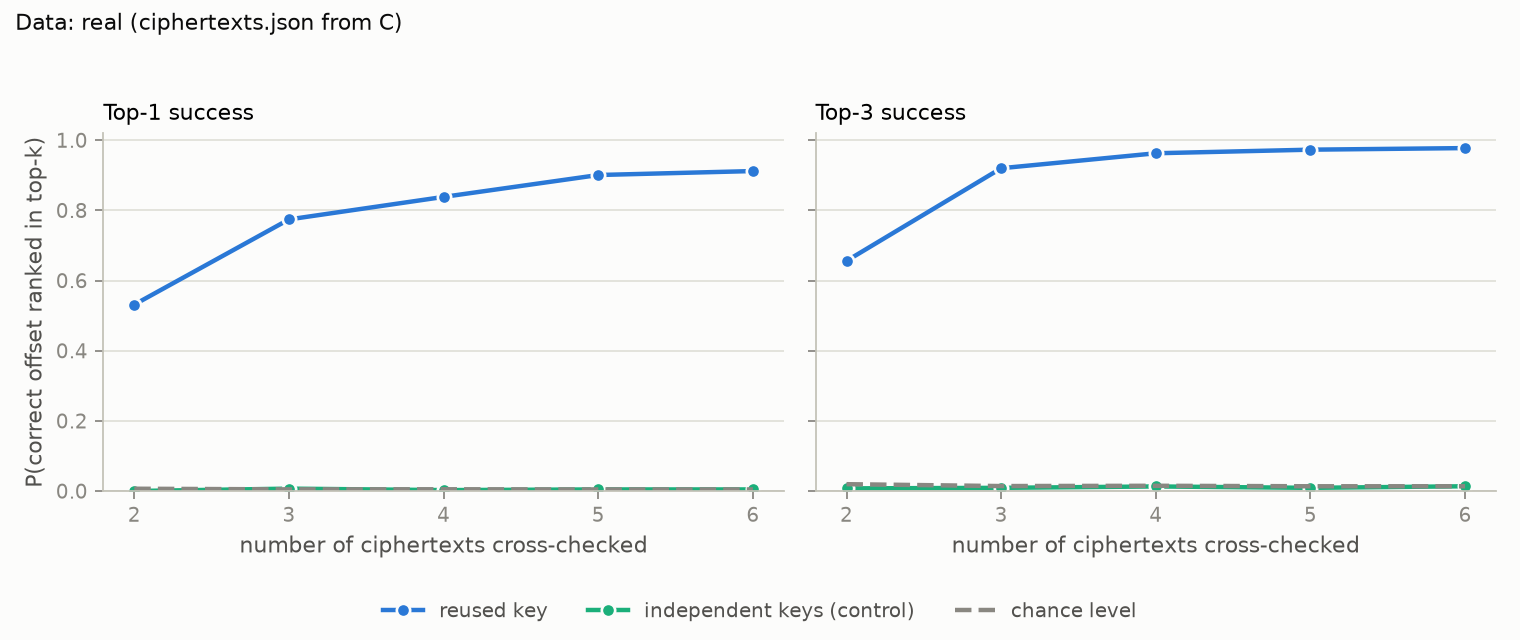 Data: real (ciphertexts.json from C)
Top-1 success
P(correct offset ranked in top-k)
1.0
0.8
0.6
0.4
0.2
0.0
2 3 4 5 6
number of ciphertexts cross-checked
Top-3 success
2 3 4 5 6
number of ciphertexts cross-checked
reused key independent keys (control) chance level